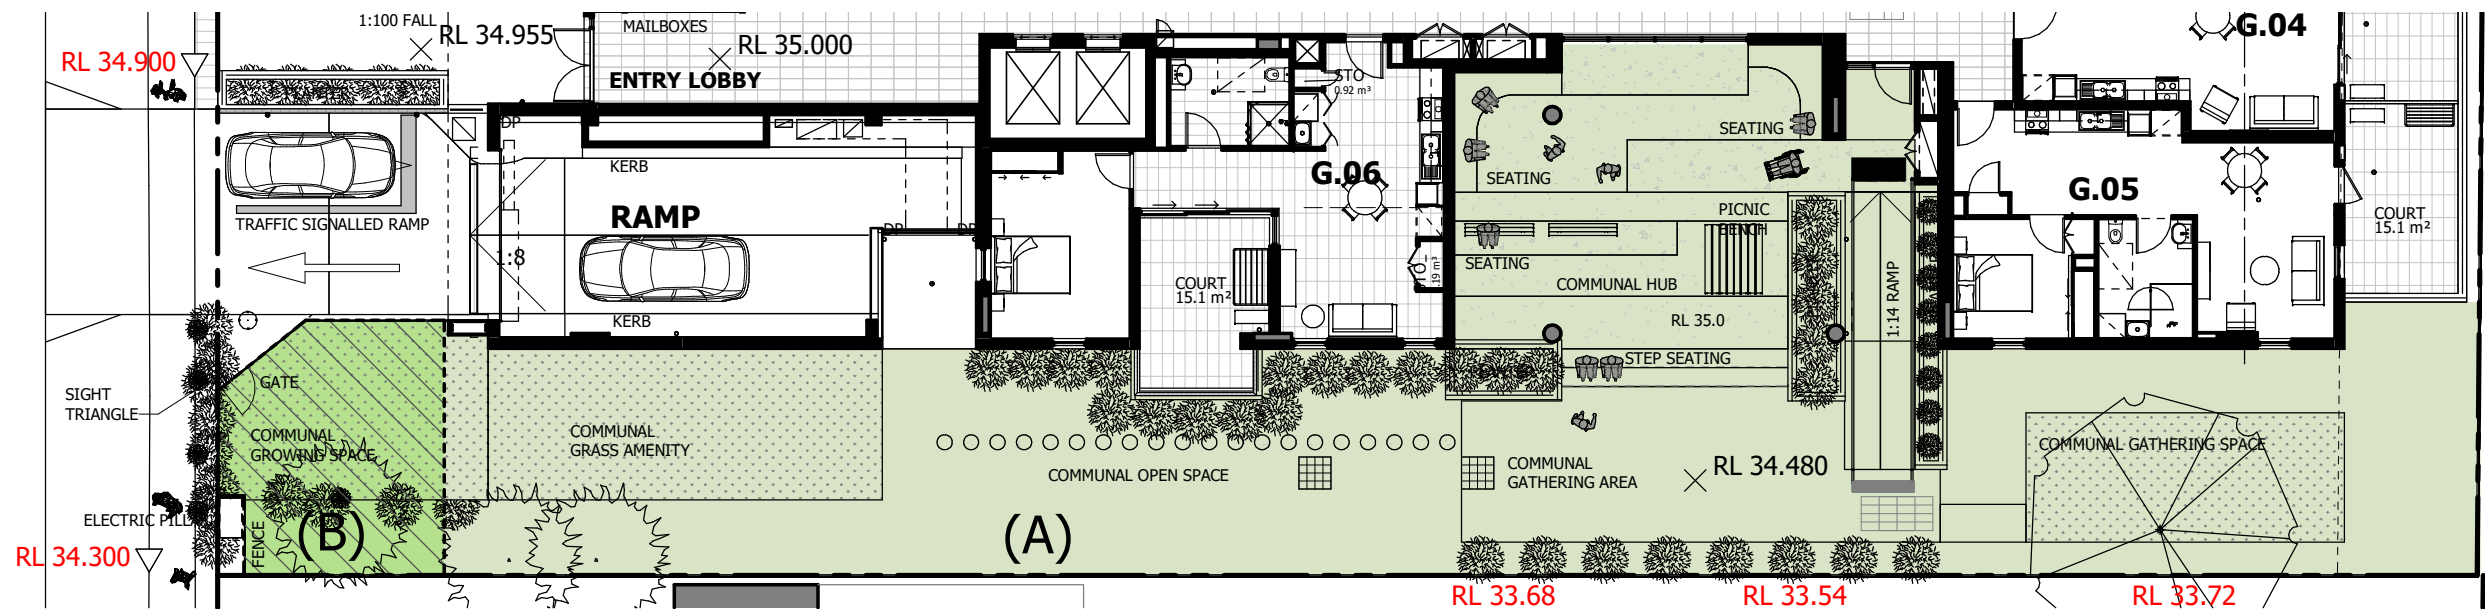 1:100 FALL
RL 34.955
MAILBOXES
RL 35.000
ENTRY LOBBY
RL 34.900
G.04
STO
0.92 m³
DP
KERB
SEATING
SEATING
G.06
G.05
TRAFFIC SIGNALLED RAMP
RAMP
DP
DP
PICNIC
BENCH
COURT
15.1 m²
1:8
SEATING
STO
COURT
15.1 m²
COMMUNAL HUB
1:14 RAMP
KERB
RL 35.0
STEP SEATING
GATE
SIGHT
TRIANGLE
COMMUNAL
GROWING SPACE
COMMUNAL
GRASS AMENITY
COMMUNAL OPEN SPACE
COMMUNAL
GATHERING AREA
RL 34.480
COMMUNAL GATHERING SPACE
ELECTRIC PILL
FENCE
(B)
(A)
RL 34.300
RL 33.68
RL 33.54
RL 33.72